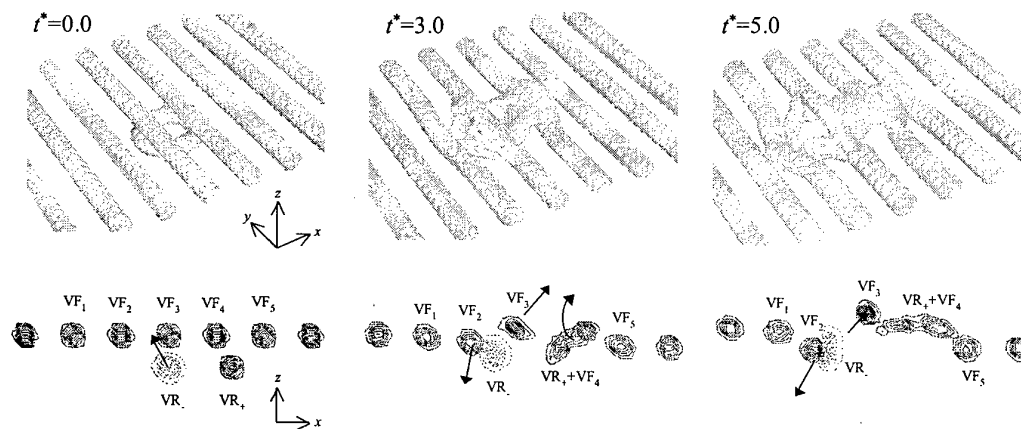 t*=0.0
t*=3.0
t*=5.0
z
y
x
VF1 VF2 VF3 VF4 VF5
VR- VR+
z
x
VF1 VF2 VF3 VF5
VR- VR++VF4
VF1 VF2 VF3 VR++VF4
VR- VF5